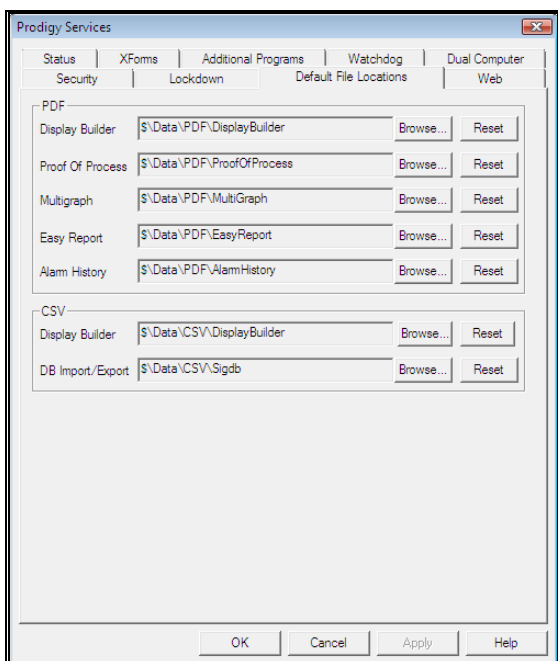 Prodigy Services
Status XForms Additional Programs Watchdog Dual Computer
Security Lockdown Default File Locations Web
PDF
Display Builder $\Data\PDF\DisplayBuilder Browse... Reset
Proof Of Process $\Data\PDF\ProofOfProcess Browse... Reset
Multigraph $\Data\PDF\MultiGraph Browse... Reset
Easy Report $\Data\PDF\EasyReport Browse... Reset
Alarm History $\Data\PDF\AlarmHistory Browse... Reset
CSV
Display Builder $\Data\CSV\DisplayBuilder Browse... Reset
DB Import/Export $\Data\CSV\Sigdb Browse... Reset
OK Cancel Apply Help